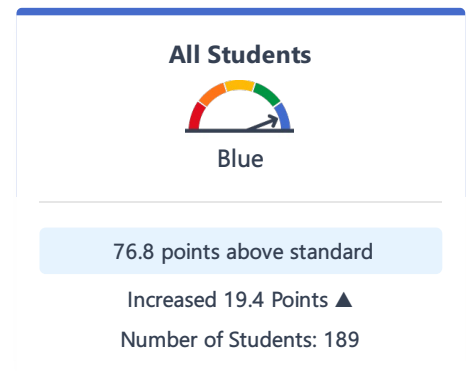 All Students
Blue
76.8 points above standard
Increased 19.4 Points ▲
Number of Students: 189